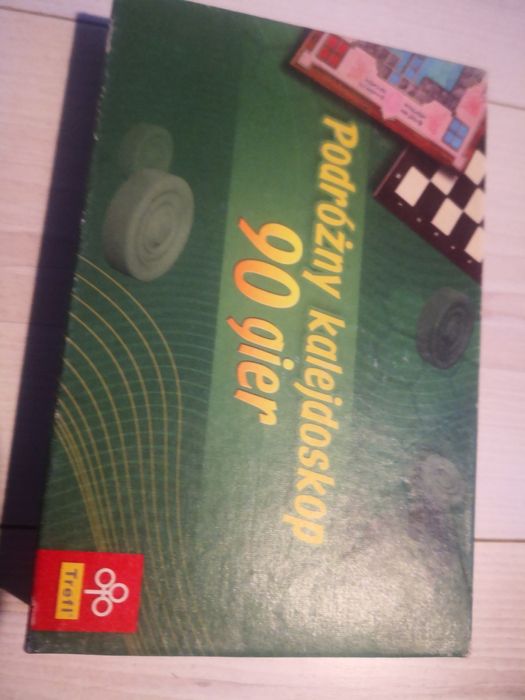 Podróżny kalejdoskop
90 gier
Trefl